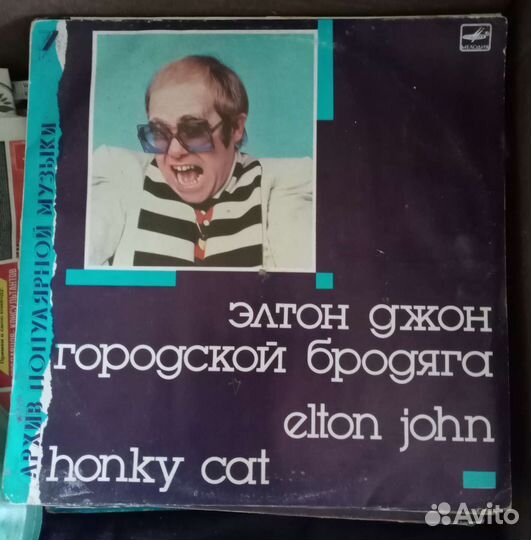 МЕЛОДИЯ
АРХИВ ПОПУЛЯРНОЙ МУЗЫКИ
элтон джон
городской бродяга
elton john
honky cat
Avito